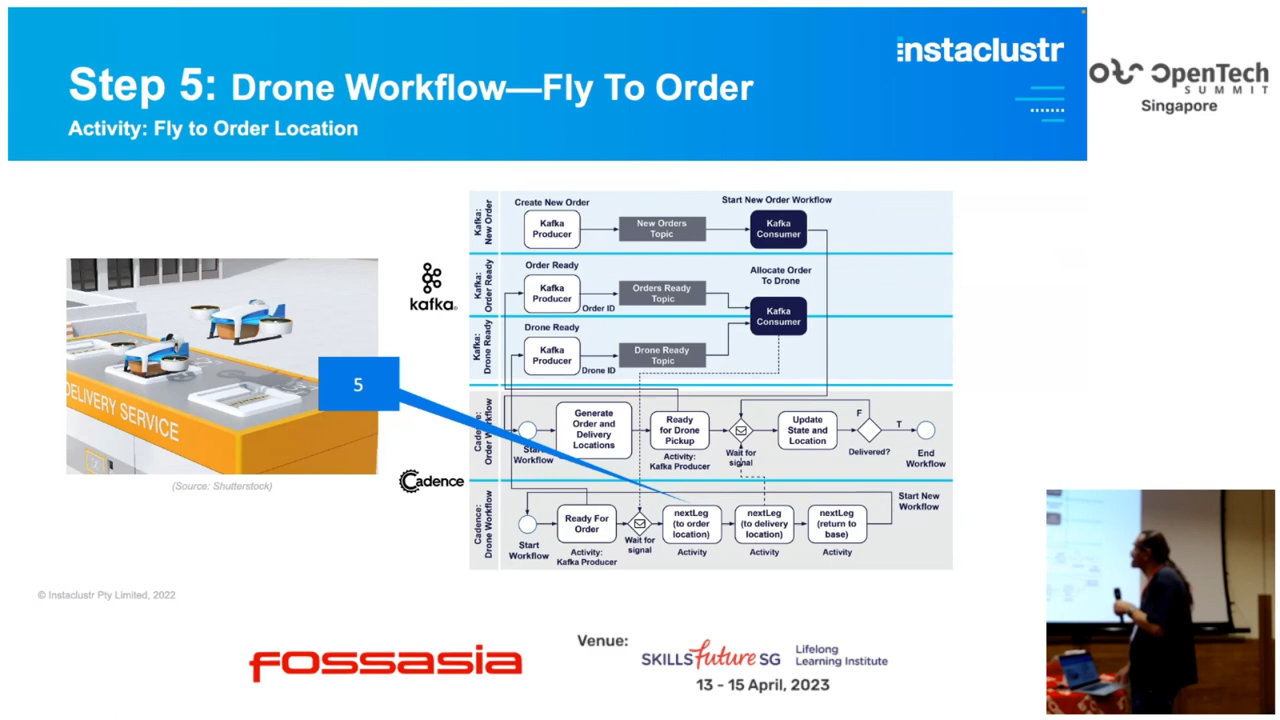 Step 5: Drone Workflow—Fly To Order
Activity: Fly to Order Location
instaclustr
OpenTech
SUMMIT
Singapore
Kafka:
New Order
Create New Order
Kafka
Producer
New Orders
Topic
Start New Order Workflow
Kafka
Consumer
Kafka:
Order Ready
Order Ready
Kafka
Producer
Order ID
Orders Ready
Topic
Allocate Order
To Drone
Kafka
Consumer
Kafka:
Drone Ready
Drone Ready
Kafka
Producer
Drone ID
Drone Ready
Topic
kafka®
5
DELIVERY SERVICE
(Source: Shutterstock)
Cadence
Cadence:
Order Workflow
Start
Workflow
Generate
Order and
Delivery
Locations
Ready
for Drone
Pickup
Activity:
Kafka Producer
Wait for
signal
Update
State and
Location
F
T
Delivered?
End
Workflow
Cadence:
Drone Workflow
Start
Workflow
Ready For
Order
Activity:
Kafka Producer
Wait for
signal
nextLeg
(to order
location)
Activity
nextLeg
(to delivery
location)
Activity
nextLeg
(return to
base)
Activity
Start New
Workflow
© Instaclustr Pty Limited, 2022
FOSSASIA
Venue:
SKILLS future SG
Lifelong
Learning Institute
13 - 15 April, 2023